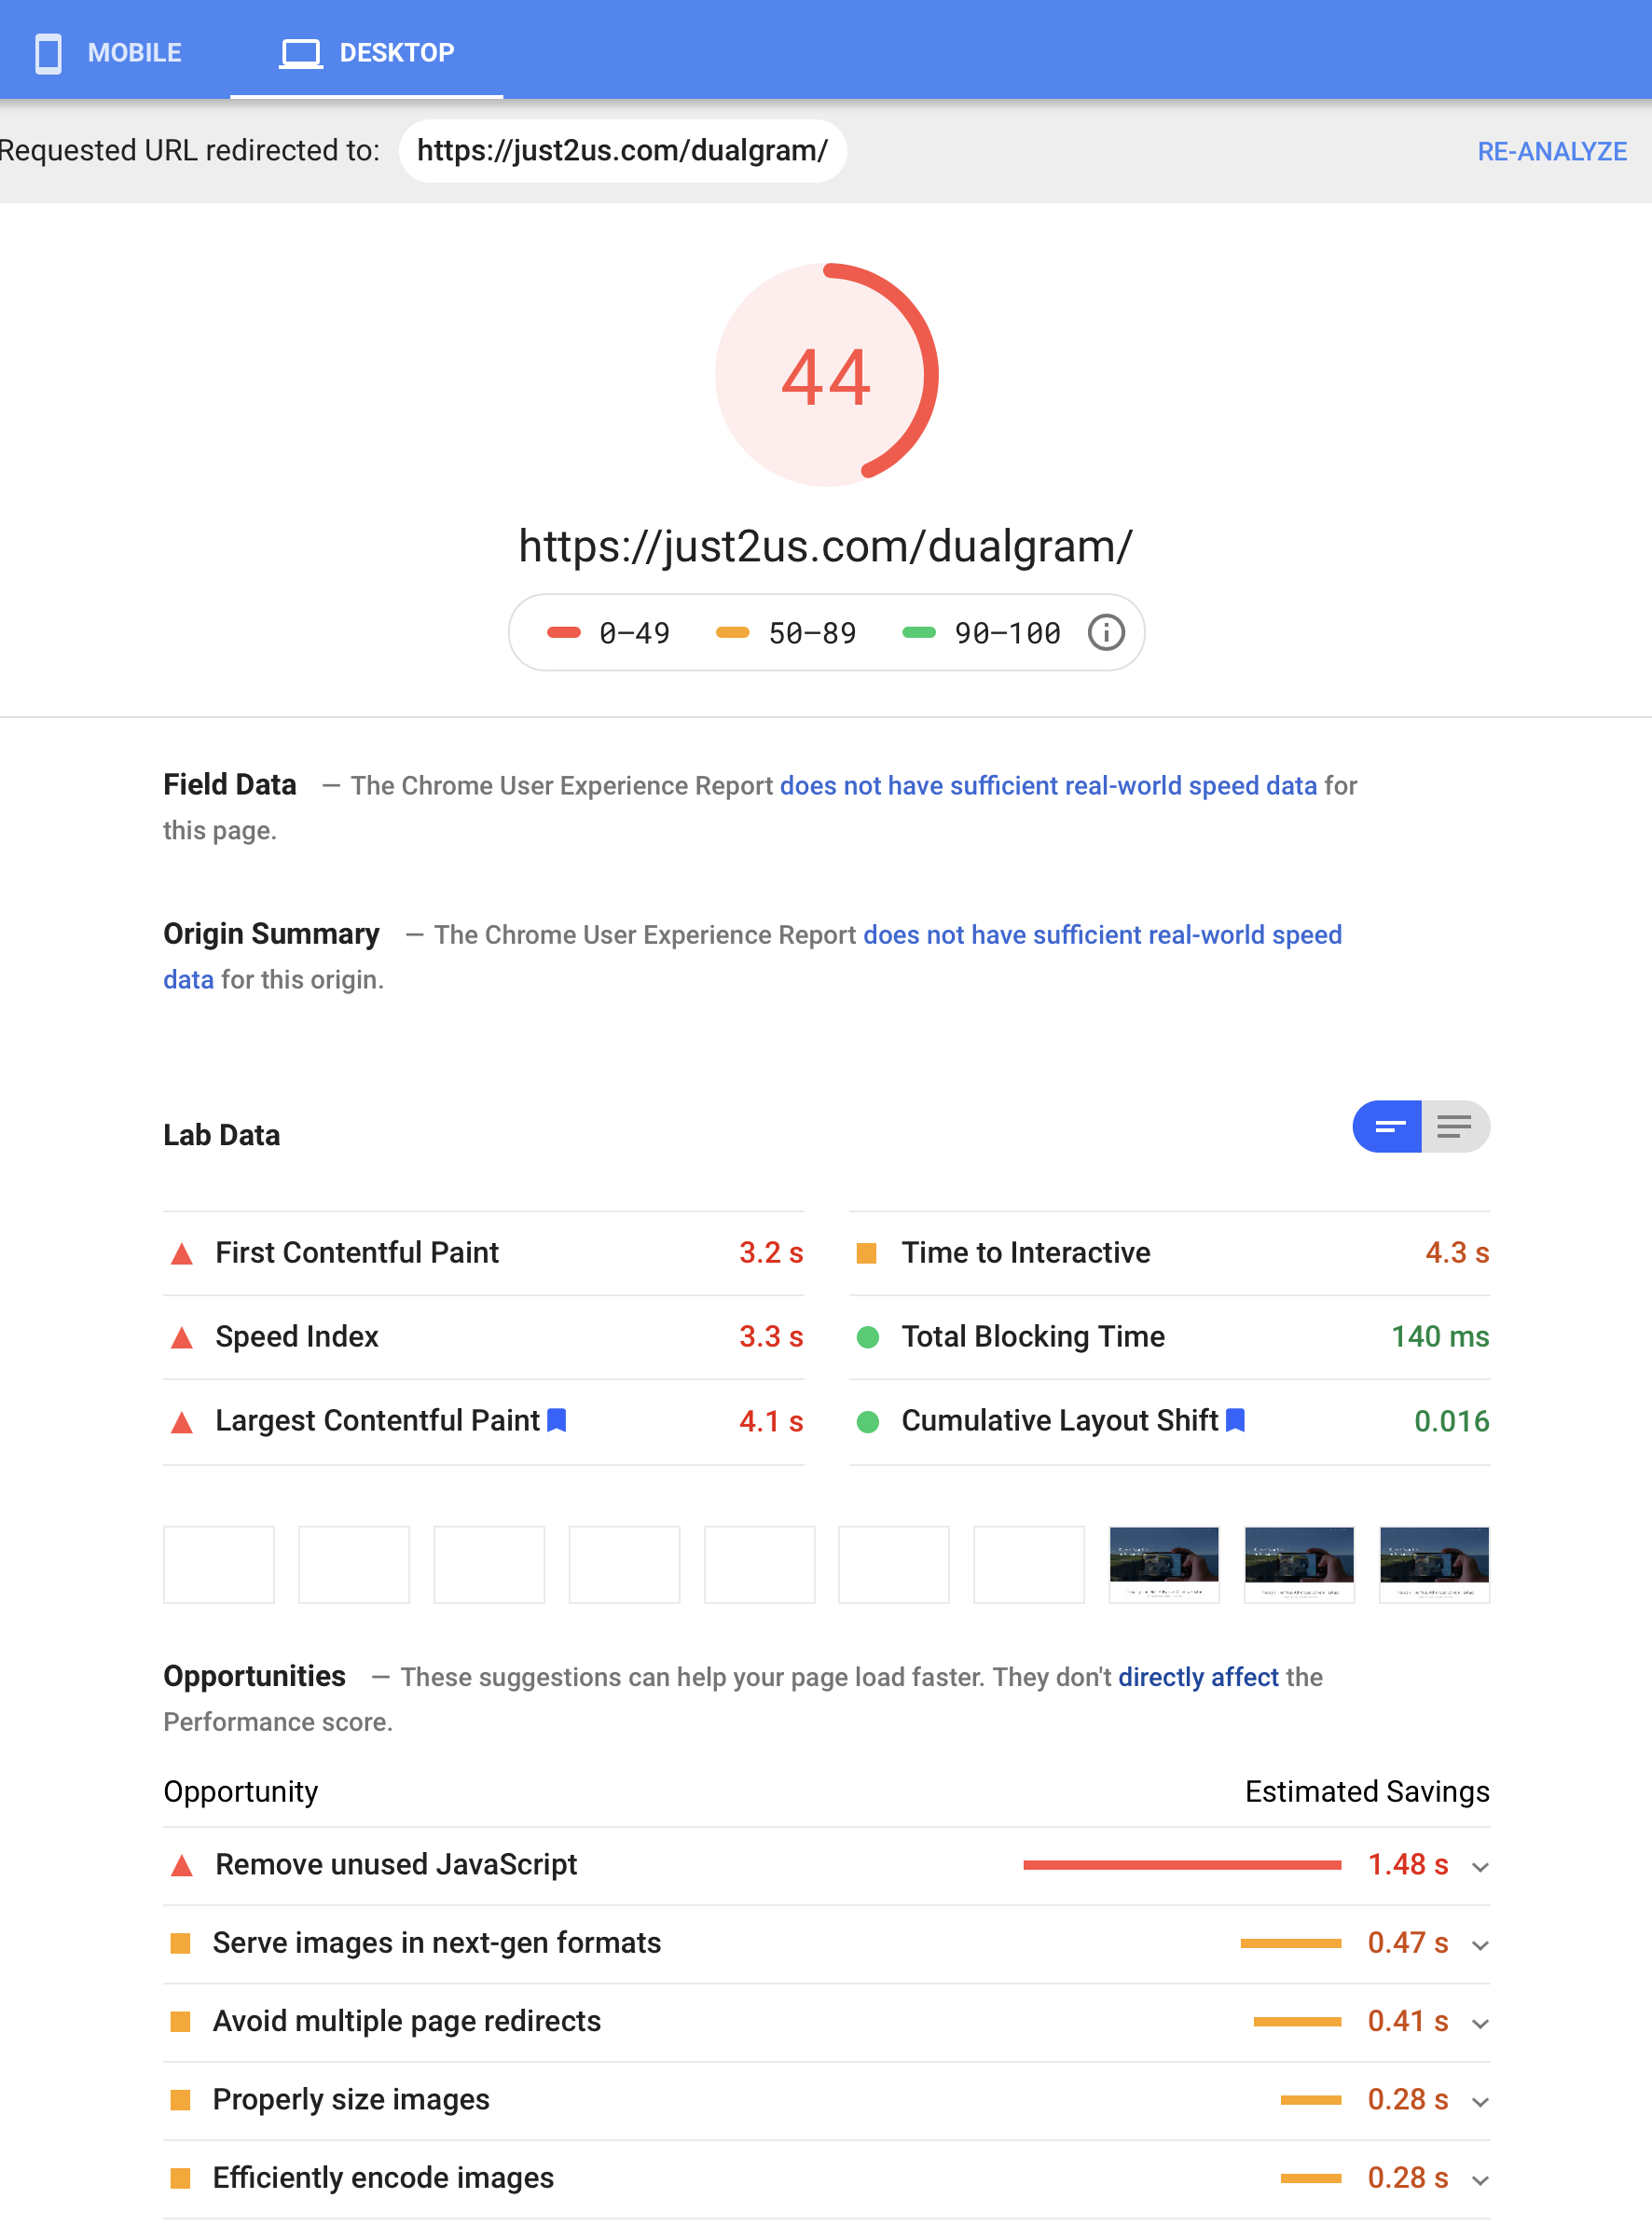 MOBILE
DESKTOP
Requested URL redirected to: https://just2us.com/dualgram/ RE-ANALYZE
44
https://just2us.com/dualgram/
0–49 50–89 90–100
Field Data — The Chrome User Experience Report does not have sufficient real-world speed data for
this page.
Origin Summary — The Chrome User Experience Report does not have sufficient real-world speed
data for this origin.
Lab Data
First Contentful Paint 3.2 s
Time to Interactive 4.3 s
Speed Index 3.3 s
Total Blocking Time 140 ms
Largest Contentful Paint 4.1 s
Cumulative Layout Shift 0.016
Opportunities — These suggestions can help your page load faster. They don't directly affect the
Performance score.
Opportunity Estimated Savings
Remove unused JavaScript 1.48 s
Serve images in next-gen formats 0.47 s
Avoid multiple page redirects 0.41 s
Properly size images 0.28 s
Efficiently encode images 0.28 s